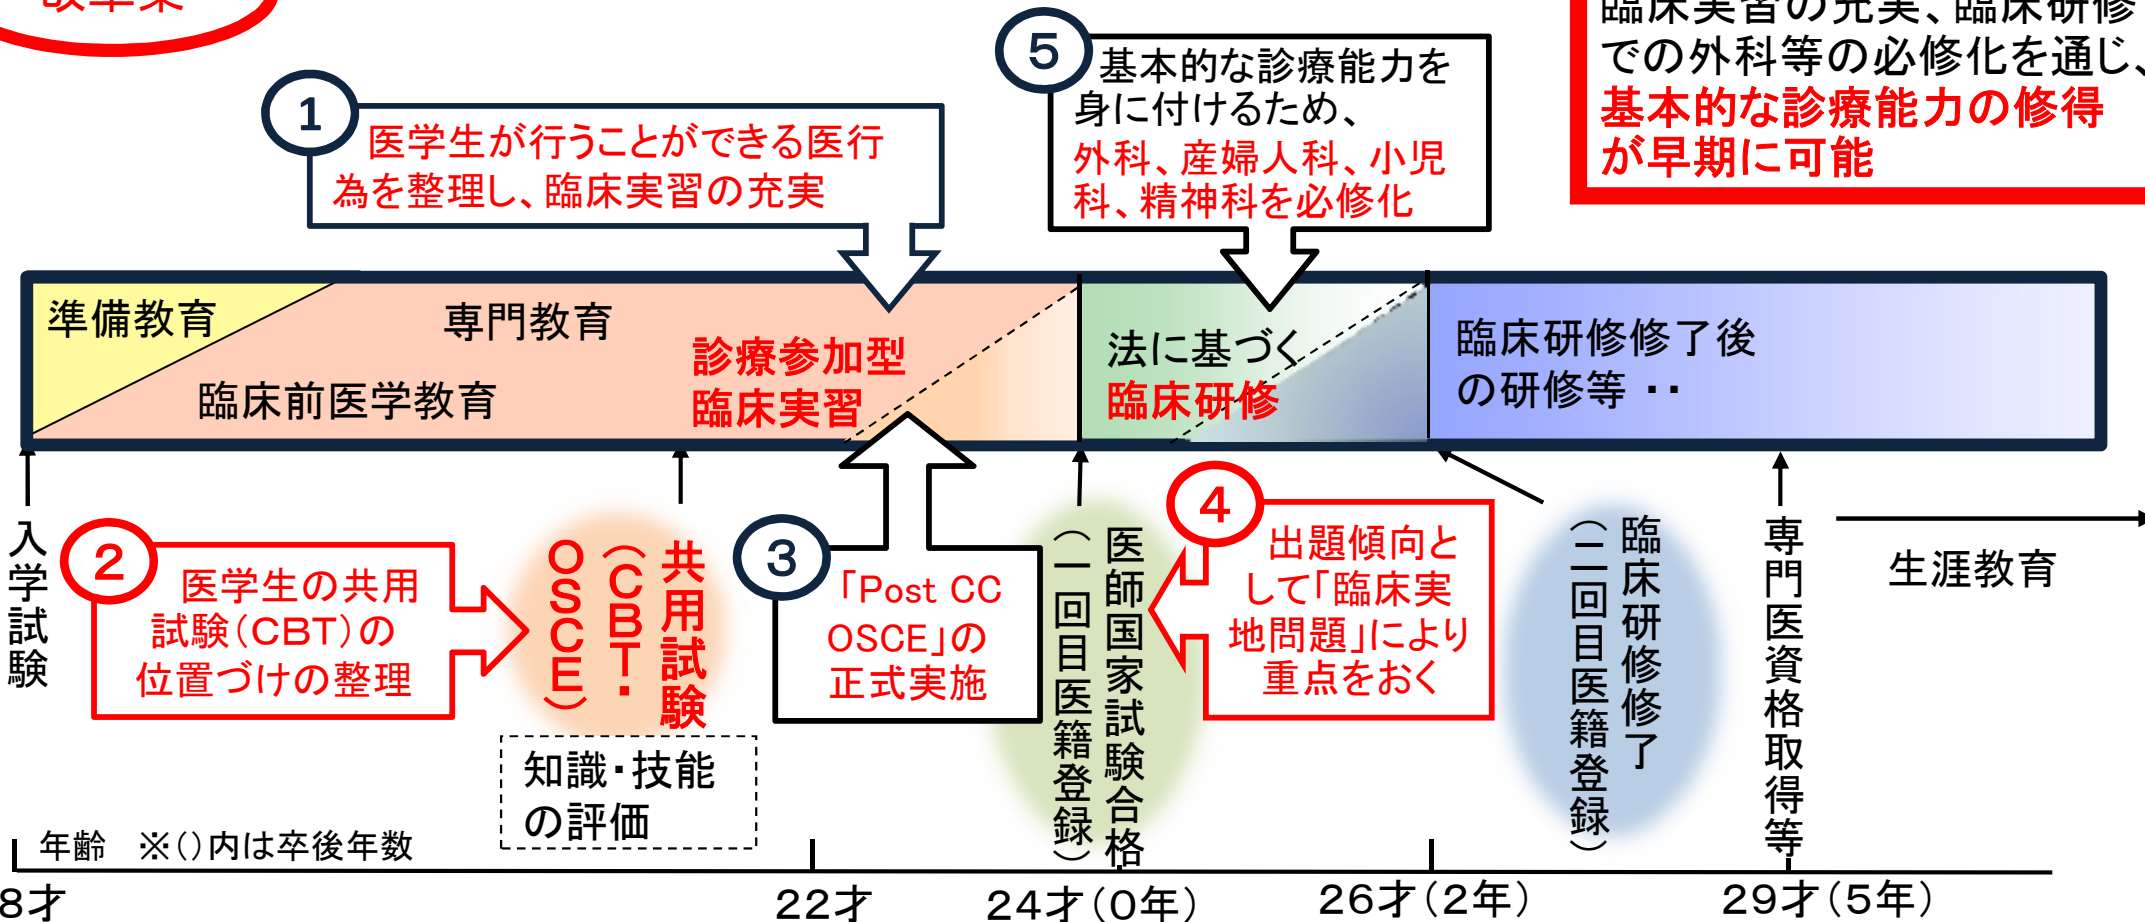 改革案
臨床実習の充実、臨床研修
での外科等の必修化を通じ、
基本的な診療能力の修得
が早期に可能
1
医学生が行うことができる医行
為を整理し、臨床実習の充実
5
基本的な診療能力を
身に付けるため、
外科、産婦人科、小児
科、精神科を必修化
準備教育
専門教育
臨床前医学教育
診療参加型
臨床実習
法に基づく
臨床研修
臨床研修修了後
の研修等 ・・
入学試験
2
医学生の共用
試験(CBT)の
位置づけの整理
共用試験
(CBT・
OSCE)
知識・技能
の評価
3
「Post CC
OSCE」の
正式実施
医師国家試験合格
(一回目医籍登録)
4
出題傾向と
して「臨床実
地問題」により
重点をおく
臨床研修修了
(二回目医籍登録)
専門医資格取得等
生涯教育
年齢 ※()内は卒後年数
8才
22才
24才(0年)
26才(2年)
29才(5年)